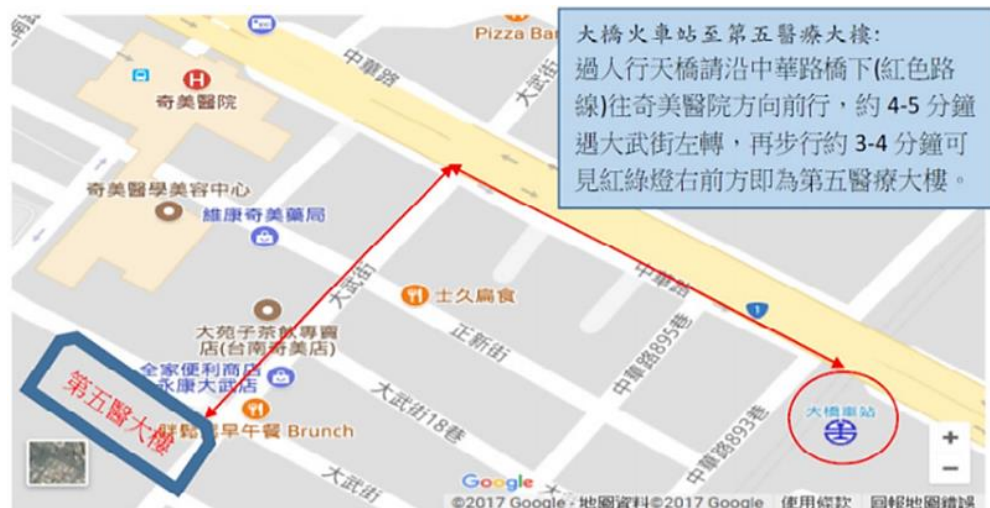 Pizza Bar
大橋火車站至第五醫療大樓:
過人行天橋請沿中華路橋下(紅色路
線)往奇美醫院方向前行，約 4-5 分鐘
遇大武街左轉，再步行約 3-4 分鐘可
見紅綠燈右前方即為第五醫療大樓。
中華路
大武街
H
奇美醫院
奇美醫學美容中心
維康奇美藥局
大武街
中華路
1
士久扁食
正新街
中華路895巷
大苑子茶飲專賣
店(台南奇美店)
全家便利商店
永康大武店
第五醫大樓
早午餐 Brunch
大武街18巷
中華路893巷
大橋車站
大武街
+
−
Google
©2017 Google - 地圖資料©2017 Google 使用條款 回報地圖錯誤